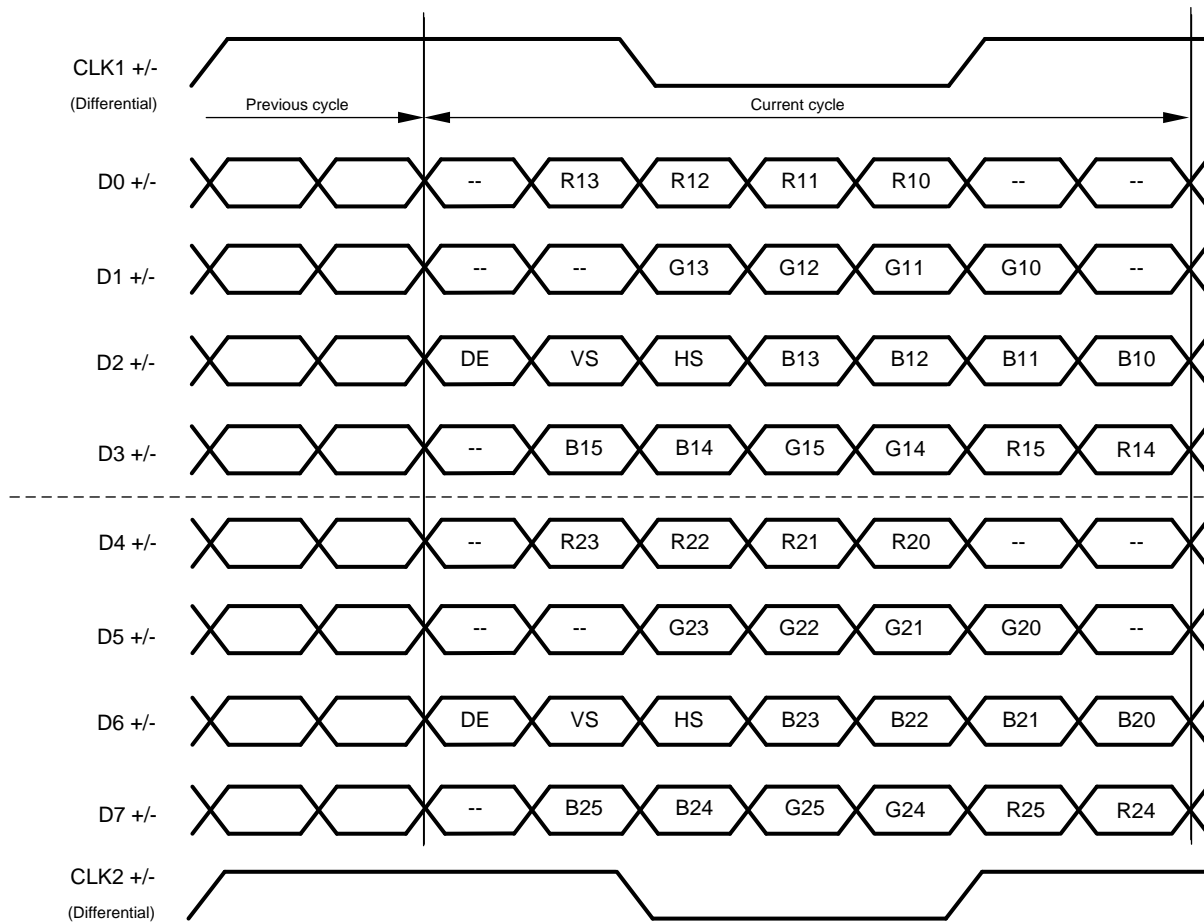 CLK1 +/-
(Differential)
Previous cycle
Current cycle
D0 +/- -- R13 R12 R11 R10 -- --
D1 +/- -- -- G13 G12 G11 G10 --
D2 +/- DE VS HS B13 B12 B11 B10
D3 +/- -- B15 B14 G15 G14 R15 R14
D4 +/- -- R23 R22 R21 R20 -- --
D5 +/- -- -- G23 G22 G21 G20 --
D6 +/- DE VS HS B23 B22 B21 B20
D7 +/- -- B25 B24 G25 G24 R25 R24
CLK2 +/-
(Differential)